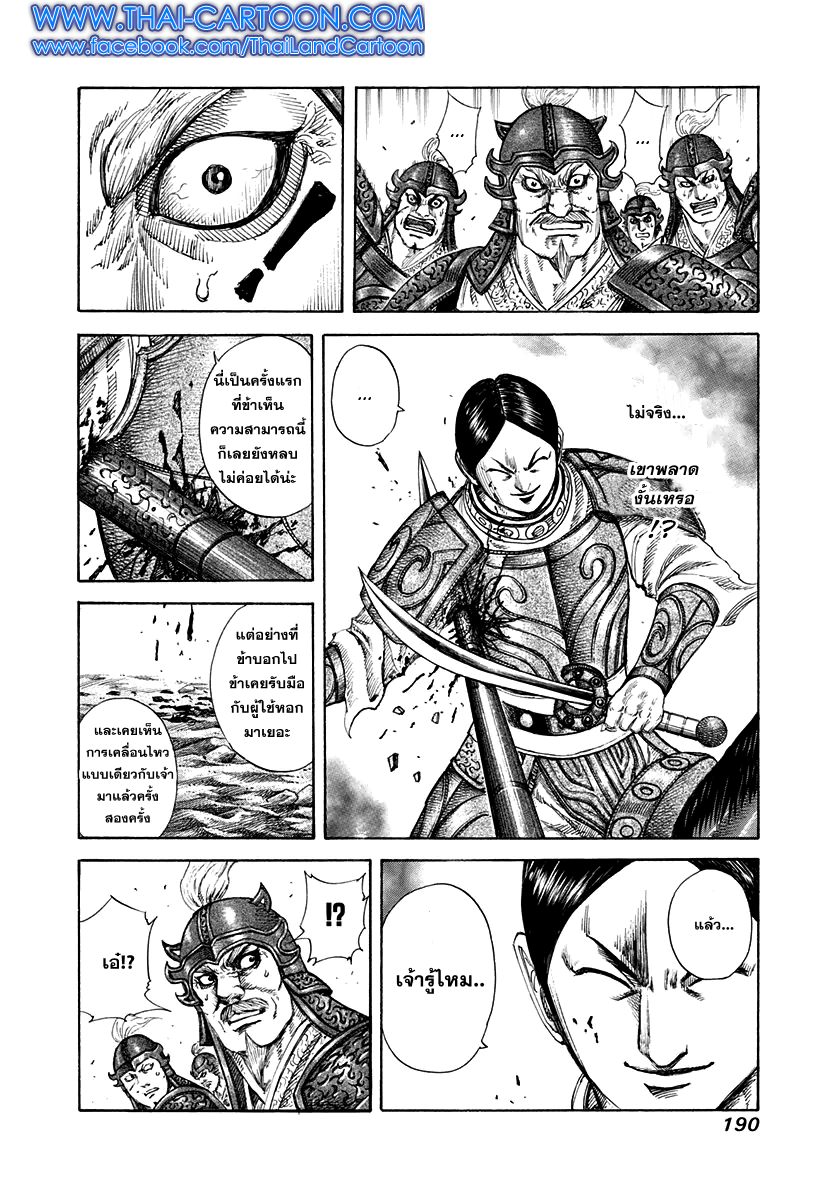 WWW.THAI-CARTOON.COM
www.facebook.com/ThaiLandCartoon
...
...
ไม่จริง...
เขาพลาด
งั้นเหรอ
!?
...
นี่เป็นครั้งแรก
ที่ข้าเห็น
ความสามารถนี้
ก็เลยยังหลบ
ไม่ค่อยได้น่ะ
แต่อย่างที่
ข้าบอกไป
ข้าเคยรับมือ
กับผู้ใช้หอก
มาเยอะ
และเคยเห็น
การเคลื่อนไหว
แบบเดียวกับเจ้า
มาแล้วครั้ง
สองครั้ง
แล้ว...
เจ้ารู้ไหม..
!?
เอ๋!?
190